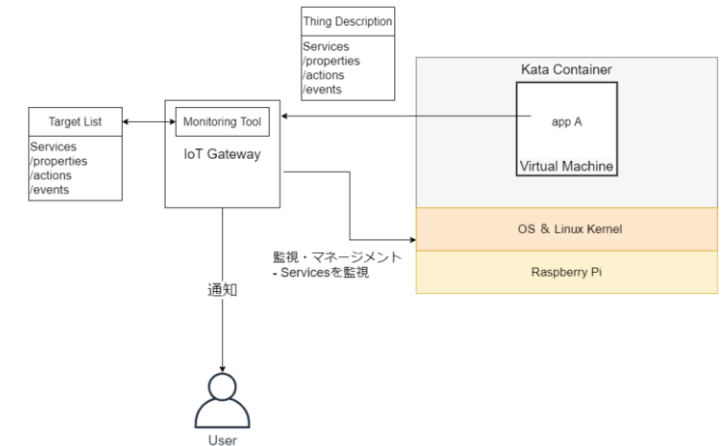 Thing Description
Services
/properties
/actions
/events
Kata Container
app A
Virtual Machine
OS & Linux Kernel
Raspberry Pi
Target List
Services
/properties
/actions
/events
Monitoring Tool
IoT Gateway
監視・マネージメント
- Servicesを監視
通知
User